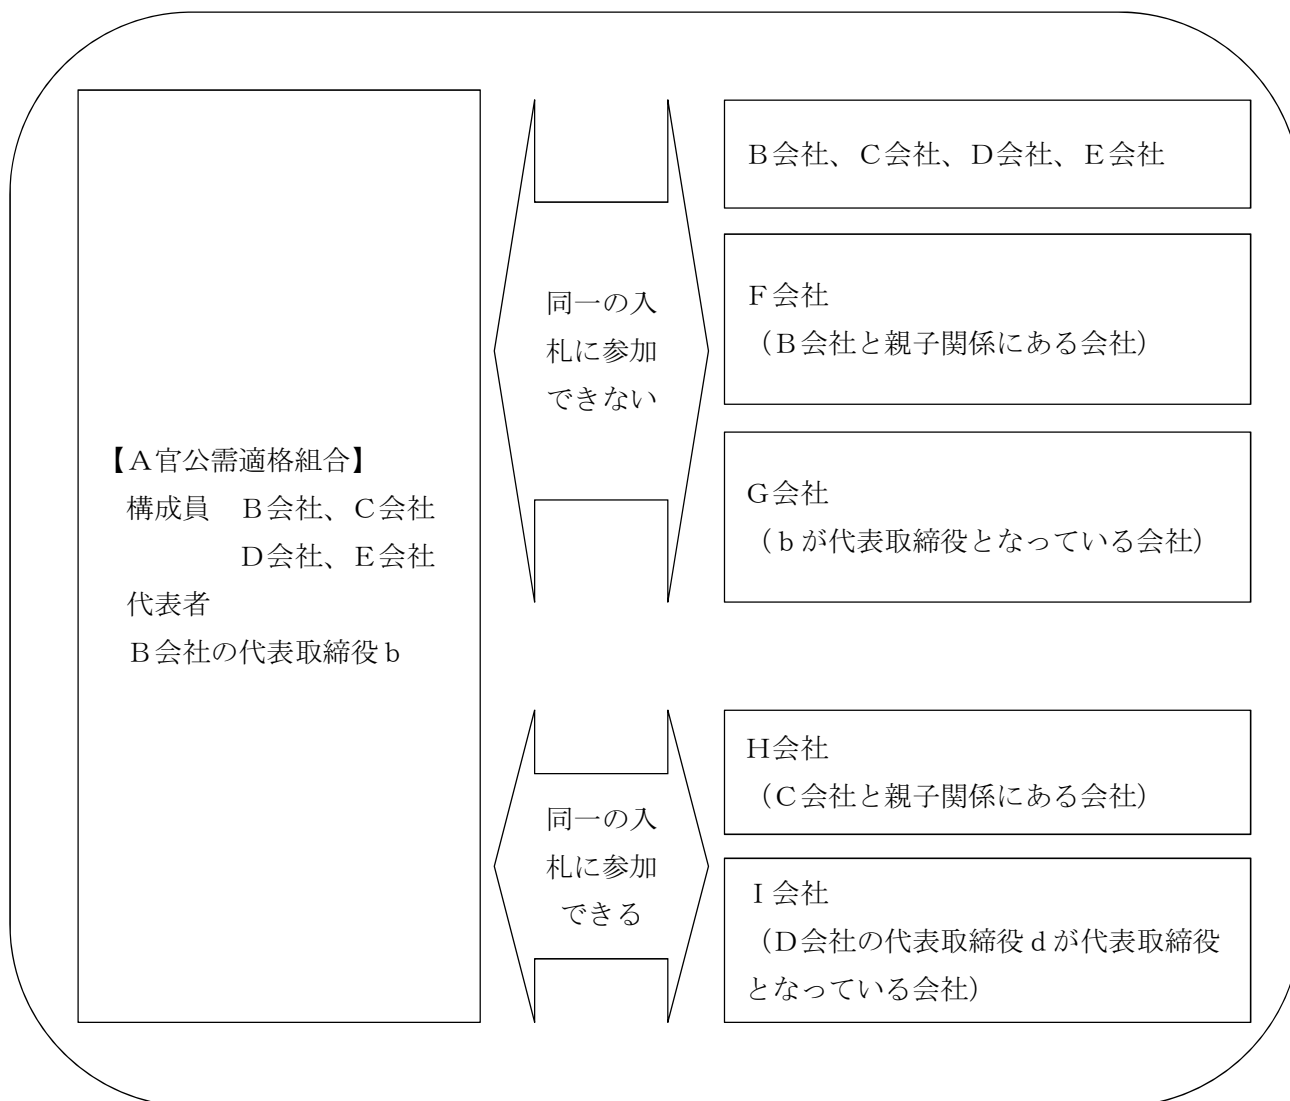 【A官公需適格組合】
構成員　B会社、C会社
D会社、E会社
代表者
B会社の代表取締役b
同一の入
札に参加
できない
B会社、C会社、D会社、E会社
F会社
（B会社と親子関係にある会社）
G会社
（bが代表取締役となっている会社）
同一の入
札に参加
できる
H会社
（C会社と親子関係にある会社）
I会社
（D会社の代表取締役dが代表取締役
となっている会社）